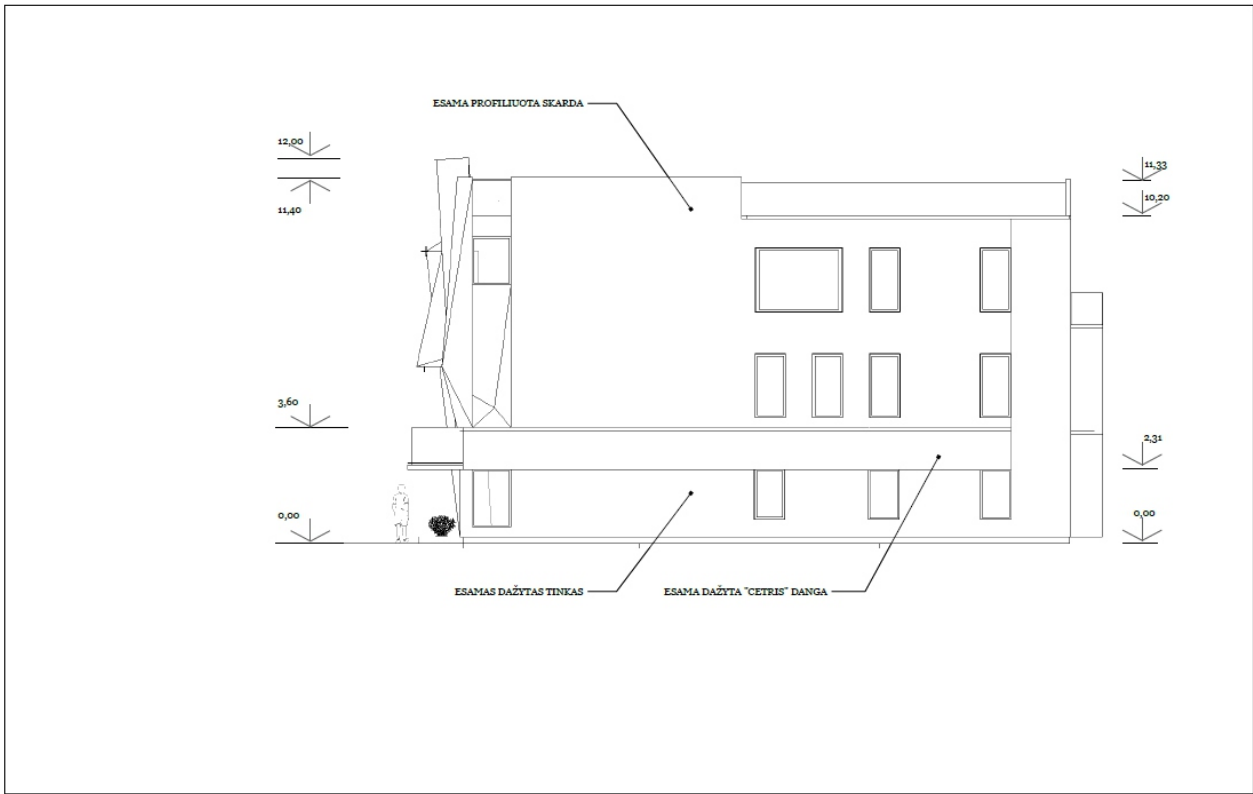 ESAMA PROFILIUOTA SKARDA
12,00
11,33
10,20
11,40
3,60
2,31
0,00
0,00
ESAMAS DAŽYTAS TINKAS
ESAMA DAŽYTA "CETRIS" DANGA